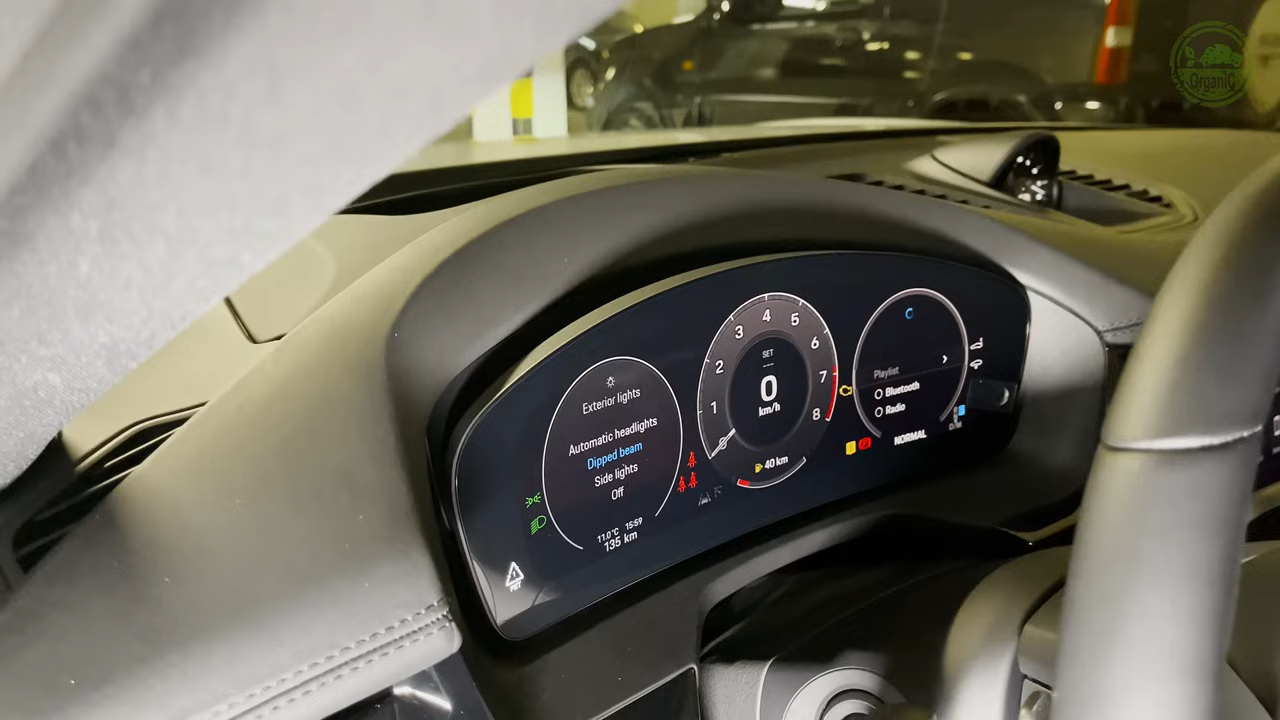 OrganiC
Exterior lights
Automatic headlights
Dipped beam
Side lights
Off
11.0°C 15:59
135 km
1
2
3
4
5
6
7
8
SET
0
km/h
40 km
Playlist
Bluetooth
Radio
NORMAL